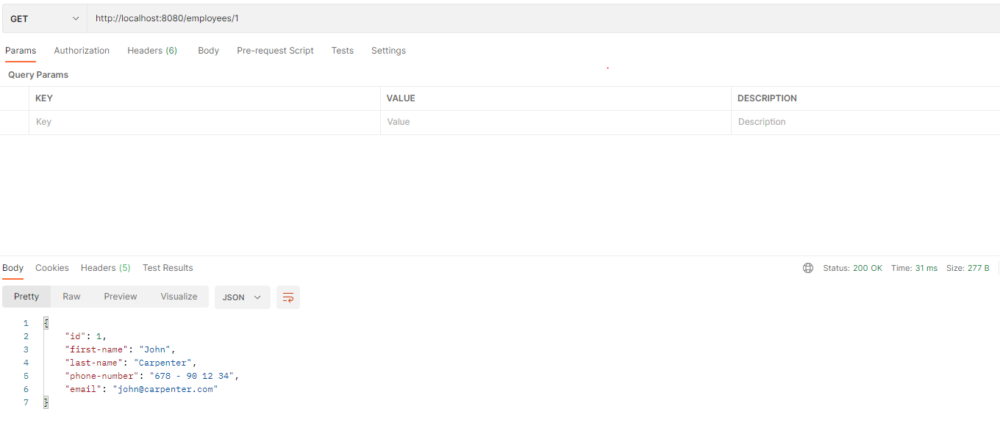 GET http://localhost:8080/employees/1
Params Authorization Headers (6) Body Pre-request Script Tests Settings
Query Params
KEY VALUE DESCRIPTION
Key Value Description
Body Cookies Headers (5) Test Results Status: 200 OK Time: 31 ms Size: 277 B
Pretty Raw Preview Visualize JSON
1 {
2 "id": 1,
3 "first-name": "John",
4 "last-name": "Carpenter",
5 "phone-number": "678 - 90 12 34",
6 "email": "john@carpenter.com"
7 }